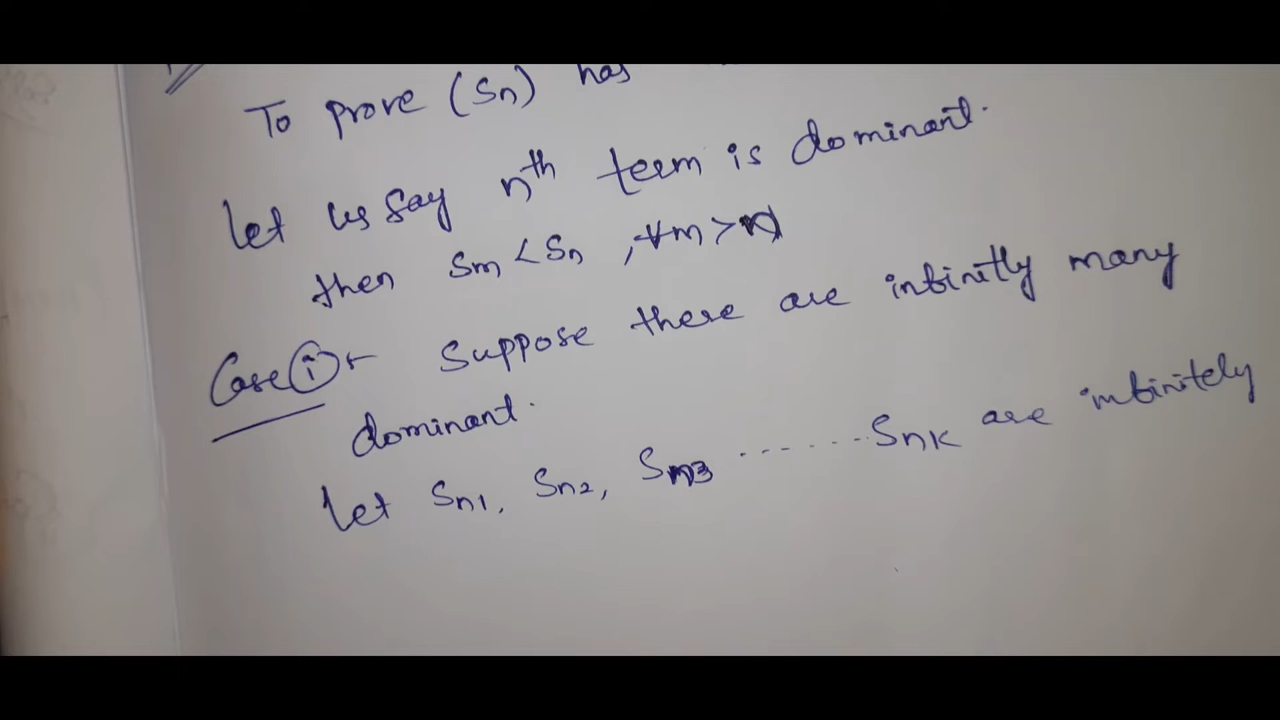 To prove (Sn) has
Let us say nth term is dominant.
then Sm < Sn , ∀m > n
Case (i) :- Suppose there are infinitly many
dominant.
Let Sn1, Sn2, Sn3 ......... SnK are infinitely